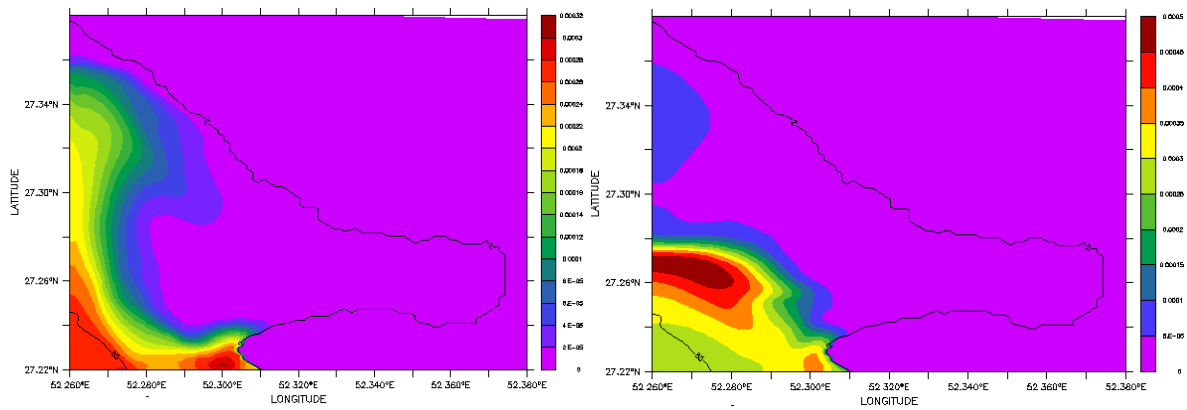 27.34°N
27.30°N
27.26°N
27.22°N
LATITUDE
52.260°E 52.280°E 52.300°E 52.320°E 52.340°E 52.360°E 52.380°E
LONGITUDE
0.00032
0.0003
0.00028
0.00026
0.00024
0.00022
0.0002
0.00018
0.00016
0.00014
0.00012
0.0001
8E-05
6E-05
4E-05
2E-05
0
27.34°N
27.30°N
27.26°N
27.22°N
LATITUDE
52.260°E 52.280°E 52.300°E 52.320°E 52.340°E 52.360°E 52.380°E
LONGITUDE
0.0005
0.00045
0.0004
0.00035
0.0003
0.00025
0.0002
0.00015
0.0001
5E-05
0